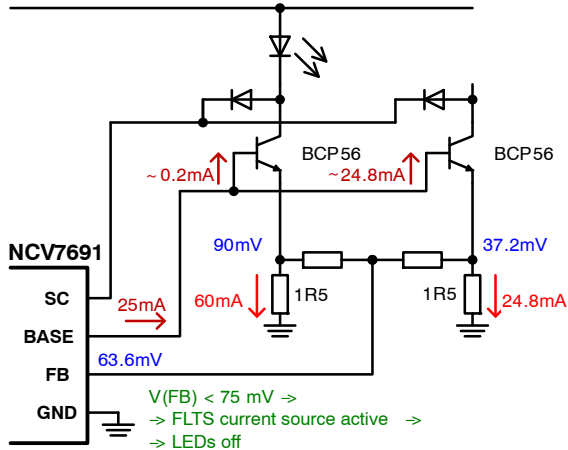 BCP56
BCP56
~ 0.2mA
~24.8mA
NCV7691
90mV
37.2mV
SC
25mA
60mA
1R5
1R5
24.8mA
BASE
63.6mV
FB
GND
V(FB) < 75 mV ->
-> FLTS current source active ->
-> LEDs off